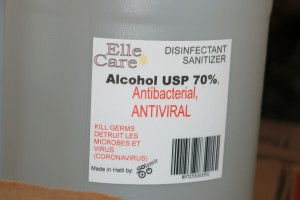 Elle
Care
DISINFECTANT
SANITIZER
Alcohol USP 70%.
Antibacterial,
ANTIVIRAL
KILL GERMS
DETRUIT LES
MICROBES ET
VIRUS
(CORONAVIRUS)
Made in Haiti by: